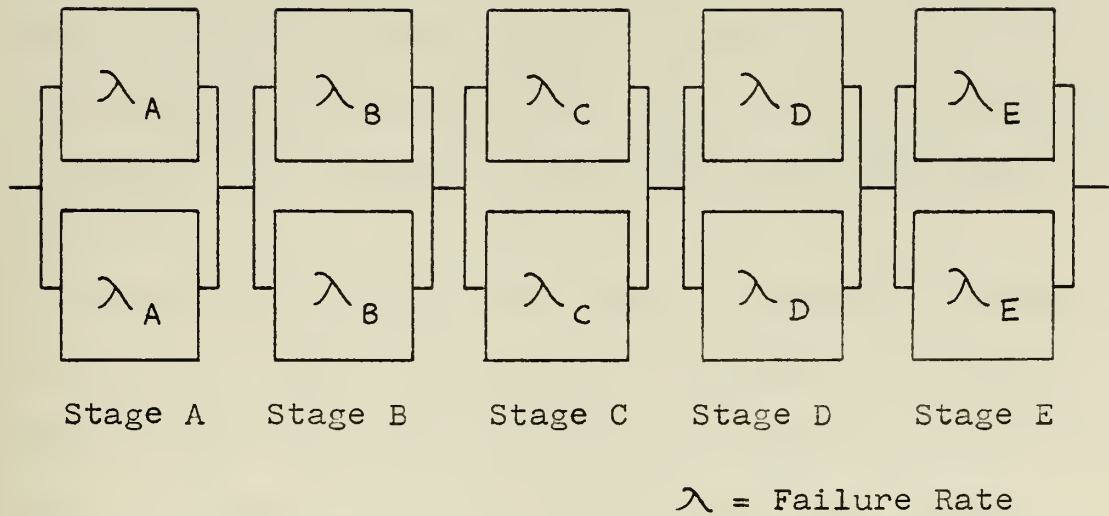 λA λB λC λD λE
λA λB λC λD λE
Stage A Stage B Stage C Stage D Stage E
λ = Failure Rate